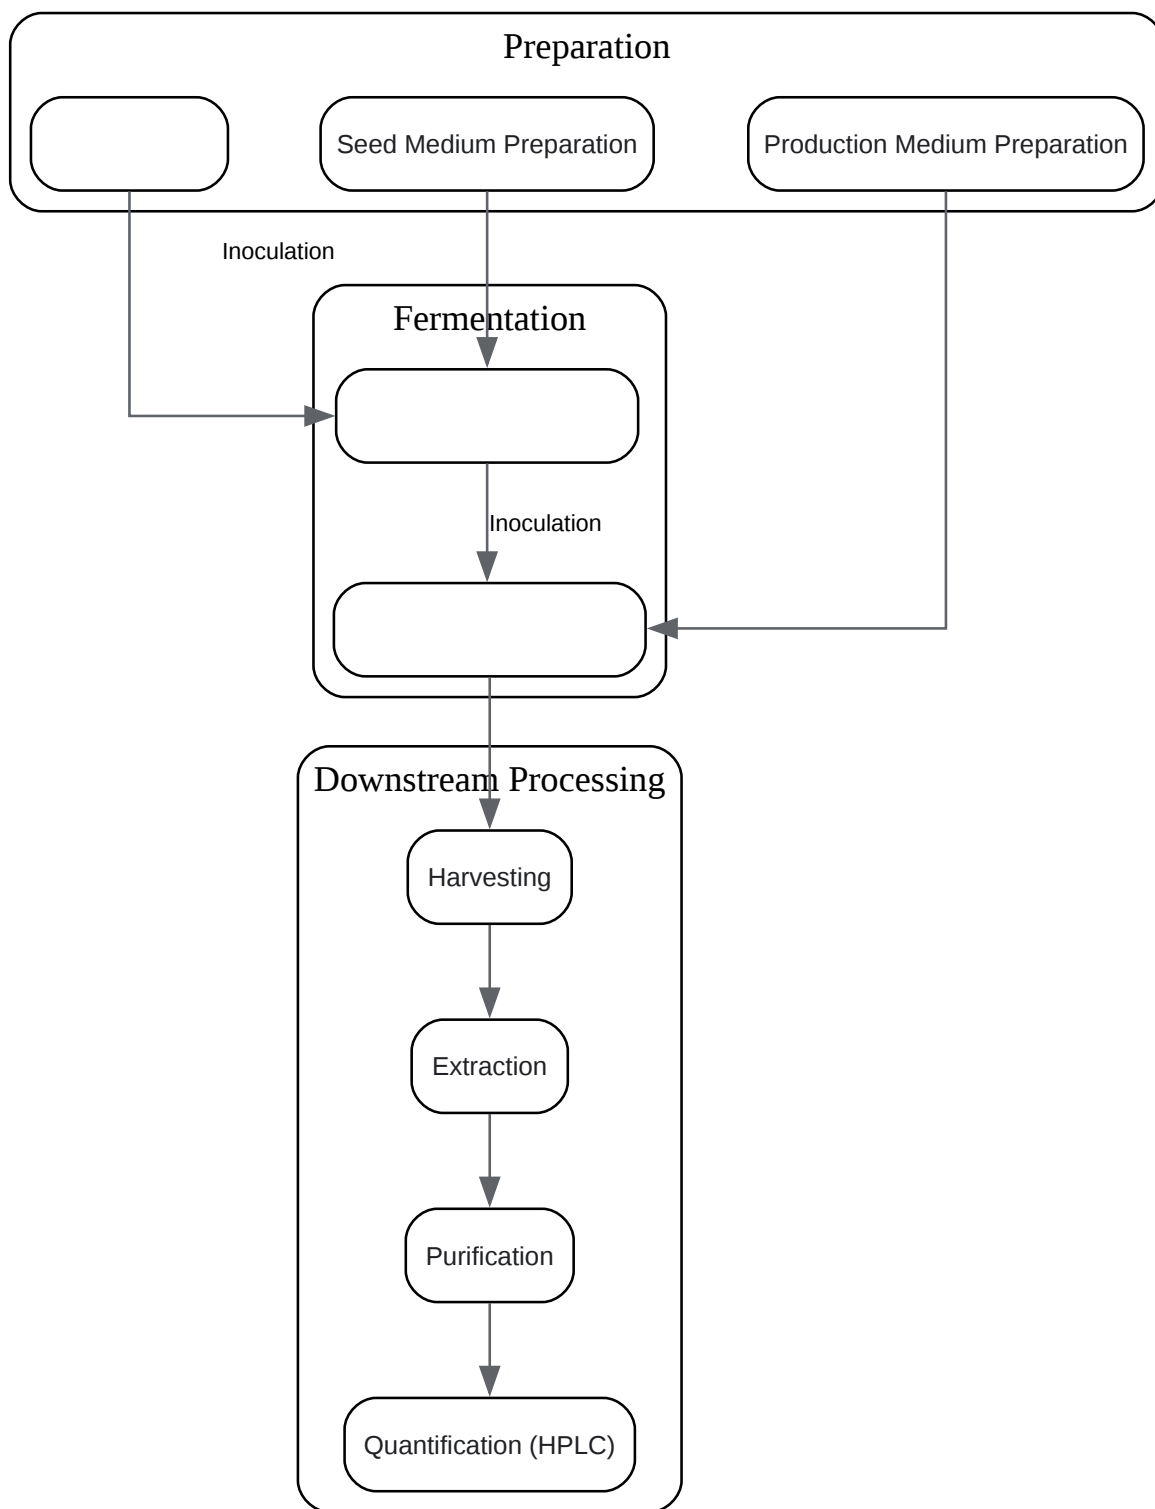 Preparation
Seed Medium Preparation
Production Medium Preparation
Inoculation
Fermentation
Inoculation
Downstream Processing
Harvesting
Extraction
Purification
Quantification (HPLC)